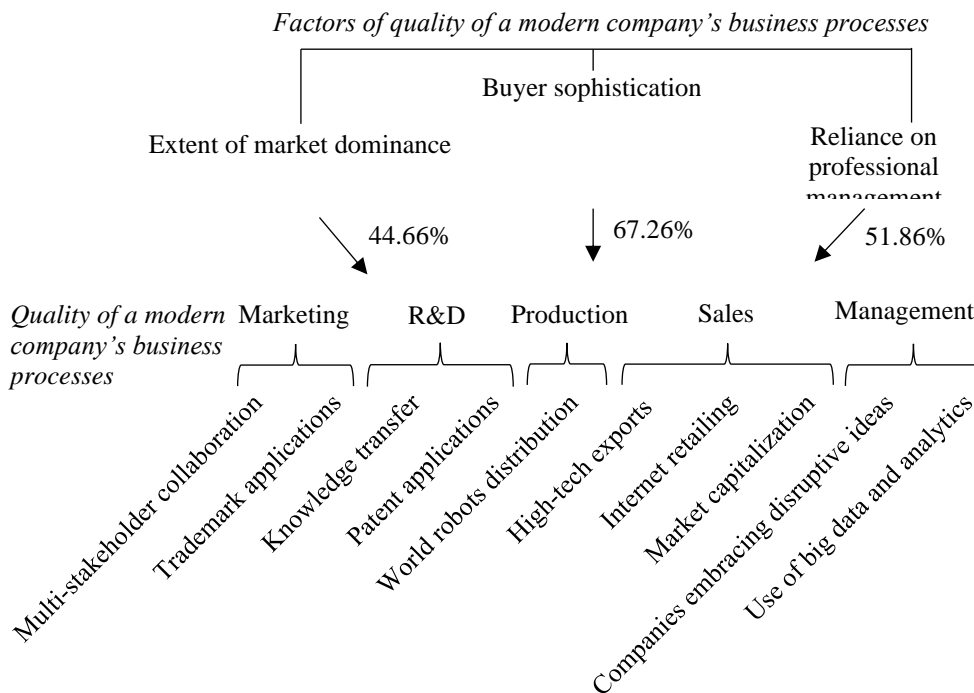 Factors of quality of a modern company's business processes
Buyer sophistication
Extent of market dominance
Reliance on
professional
management
44.66%
67.26%
51.86%
Quality of a modern
company's business
processes
Marketing
R&D
Production
Sales
Management
Multi-stakeholder collaboration
Trademark applications
Knowledge transfer
Patent applications
World robots distribution
High-tech exports
Internet retailing
Market capitalization
Companies embracing disruptive ideas
Use of big data and analytics